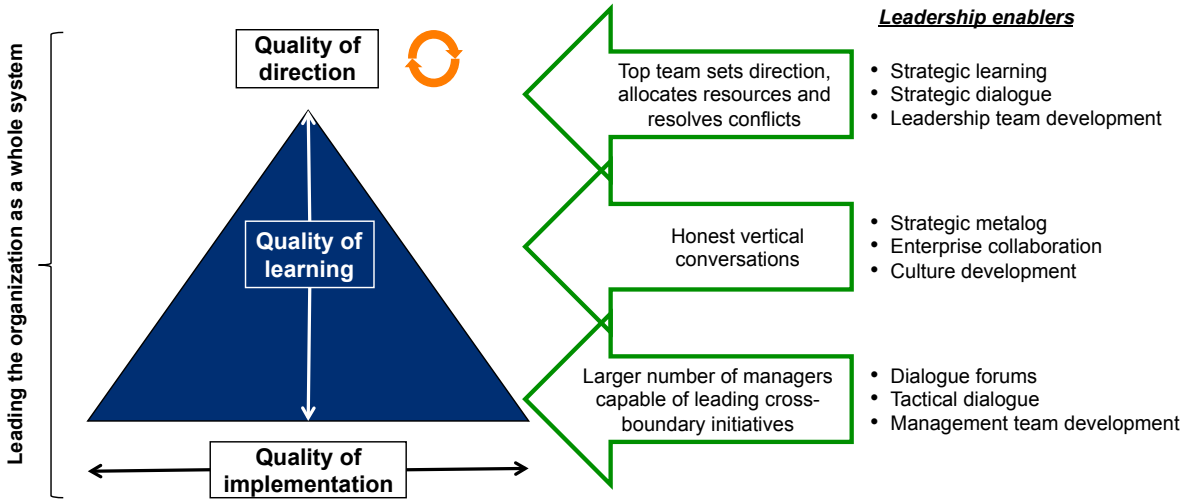 Leading the organization as a whole system
Quality of
direction
Quality of
learning
Quality of
implementation
Top team sets direction,
allocates resources and
resolves conflicts
Honest vertical
conversations
Larger number of managers
capable of leading cross-
boundary initiatives
Leadership enablers
• Strategic learning
• Strategic dialogue
• Leadership team development
• Strategic metalog
• Enterprise collaboration
• Culture development
• Dialogue forums
• Tactical dialogue
• Management team development